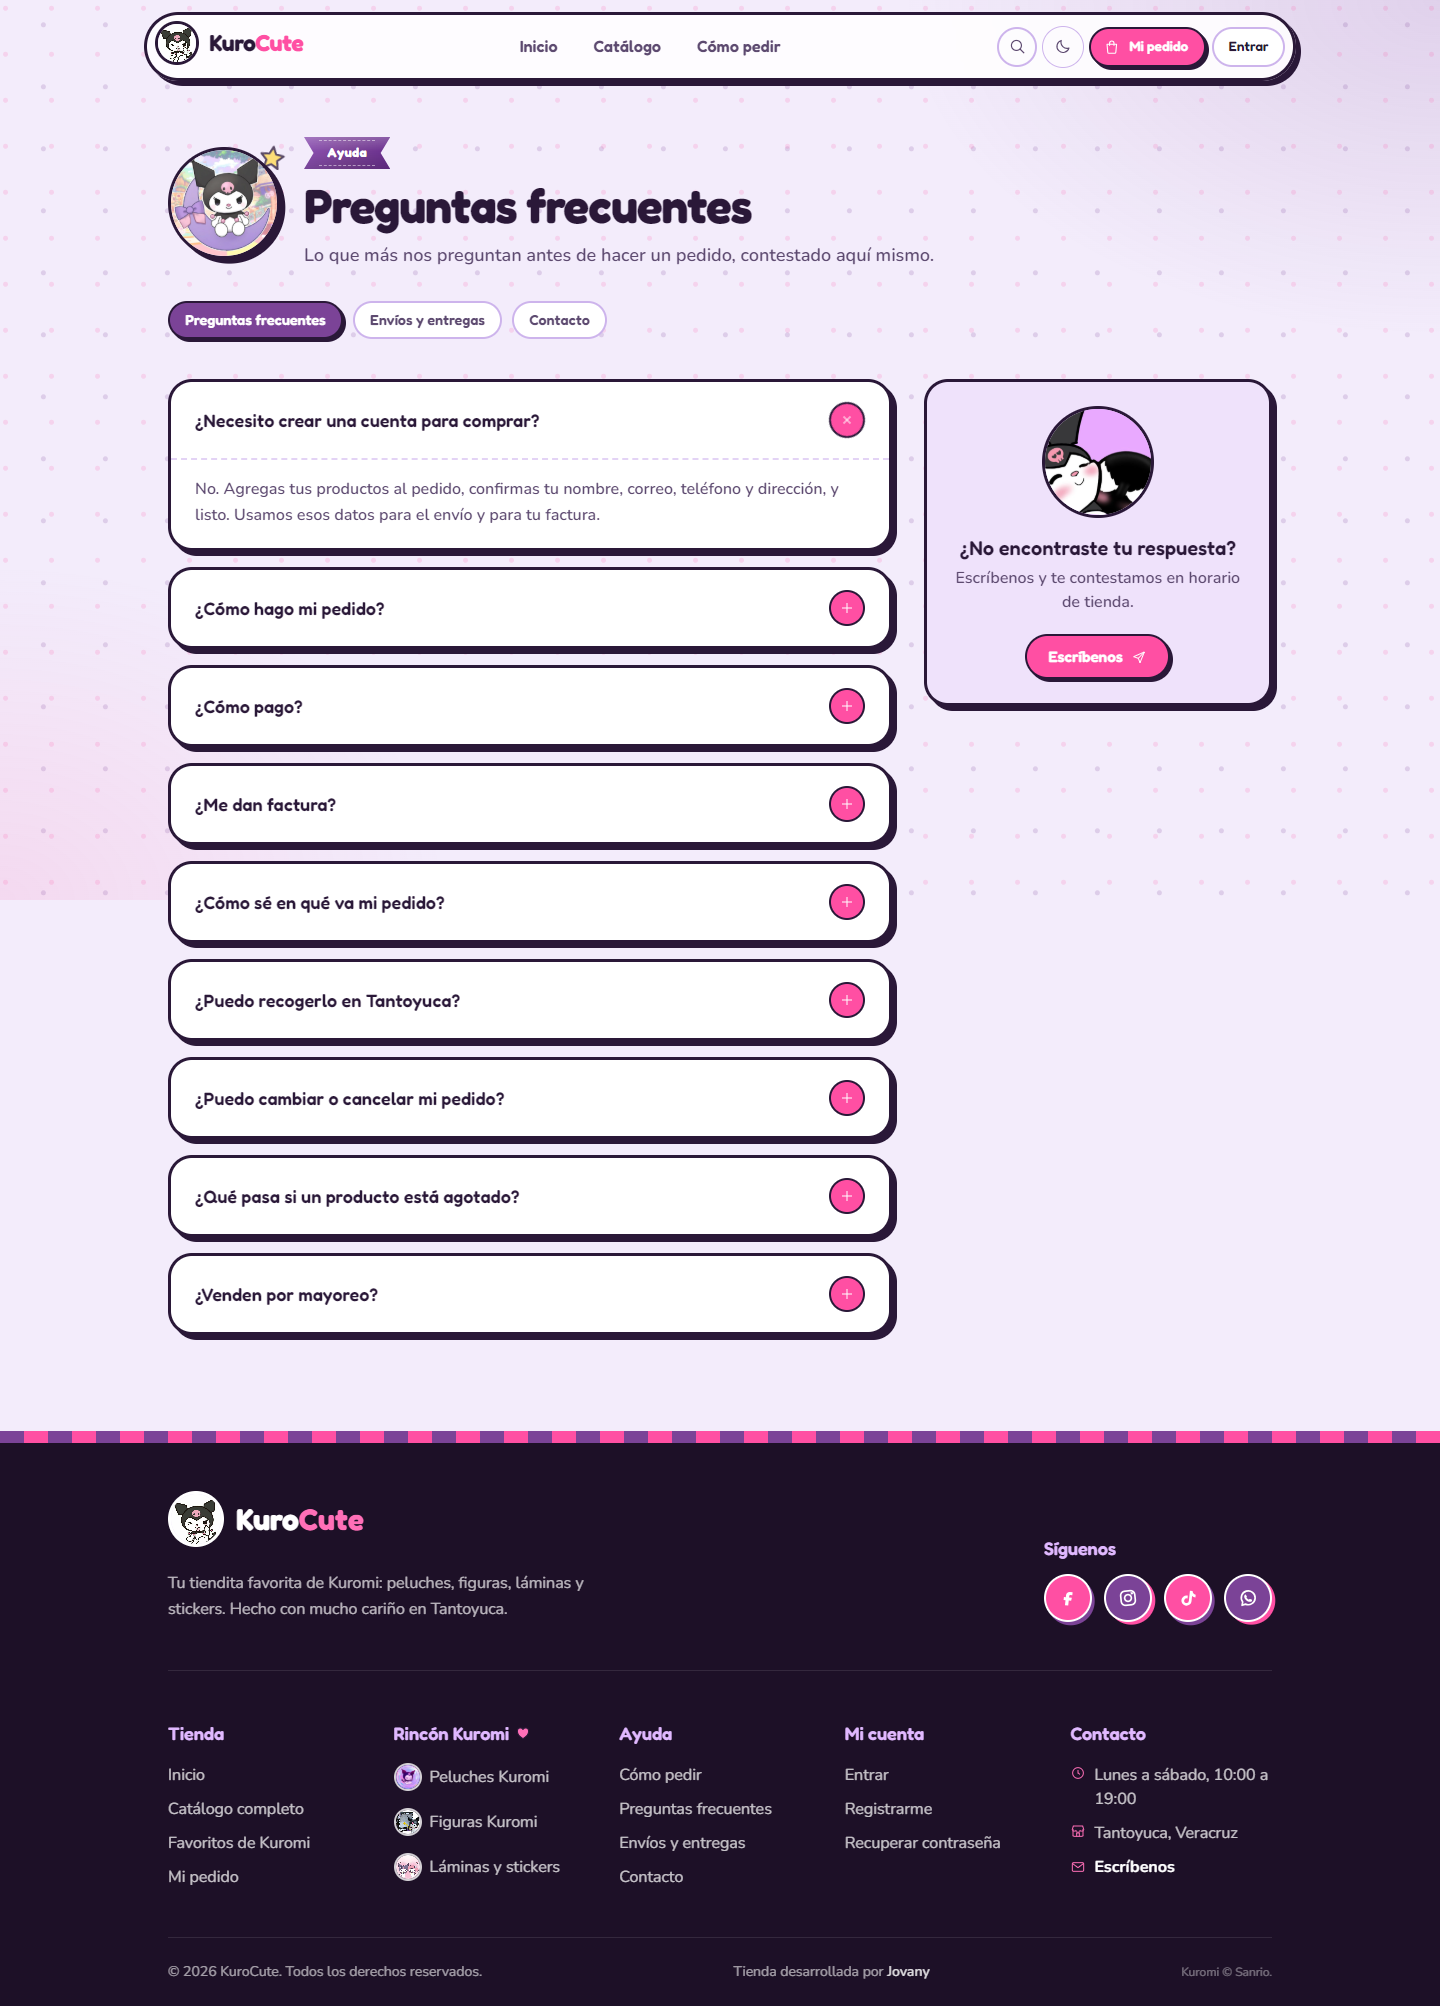 KuroCute
Inicio
Catálogo
Cómo pedir
Mi pedido
Entrar
Ayuda
Preguntas frecuentes
Lo que más nos preguntan antes de hacer un pedido, contestado aquí mismo.
Preguntas frecuentes
Envíos y entregas
Contacto
¿Necesito crear una cuenta para comprar?
No. Agregas tus productos al pedido, confirmas tu nombre, correo, teléfono y dirección, y
listo. Usamos esos datos para el envío y para tu factura.
¿Cómo hago mi pedido?
¿Cómo pago?
¿Me dan factura?
¿Cómo sé en qué va mi pedido?
¿Puedo recogerlo en Tantoyuca?
¿Puedo cambiar o cancelar mi pedido?
¿Qué pasa si un producto está agotado?
¿Venden por mayoreo?
¿No encontraste tu respuesta?
Escríbenos y te contestamos en horario
de tienda.
Escríbenos
KuroCute
Tu tiendita favorita de Kuromi: peluches, figuras, láminas y
stickers. Hecho con mucho cariño en Tantoyuca.
Síguenos
Tienda
Inicio
Catálogo completo
Favoritos de Kuromi
Mi pedido
Rincón Kuromi
Peluches Kuromi
Figuras Kuromi
Láminas y stickers
Ayuda
Cómo pedir
Preguntas frecuentes
Envíos y entregas
Contacto
Mi cuenta
Entrar
Registrarme
Recuperar contraseña
Contacto
Lunes a sábado, 10:00 a
19:00
Tantoyuca, Veracruz
Escríbenos
© 2026 KuroCute. Todos los derechos reservados.
Tienda desarrollada por Jovany
Kuromi © Sanrio.